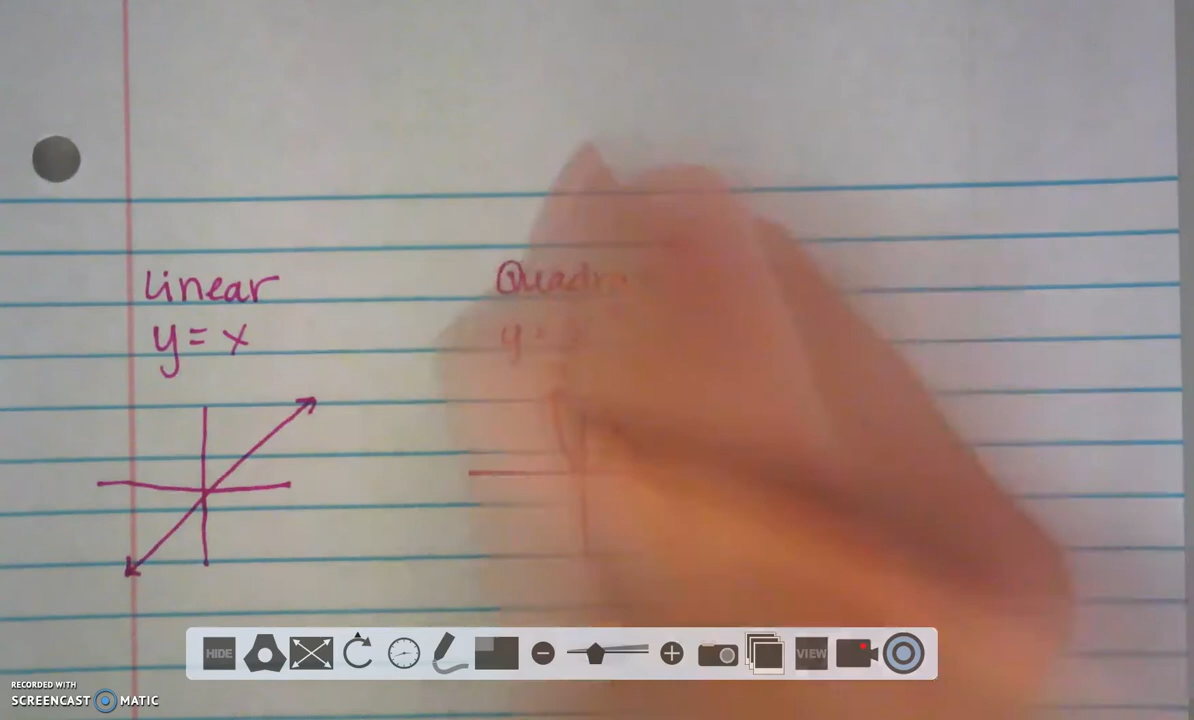 Linear
y = x
y =
HIDE
VIEW
RECORDED WITH
SCREENCAST MATIC